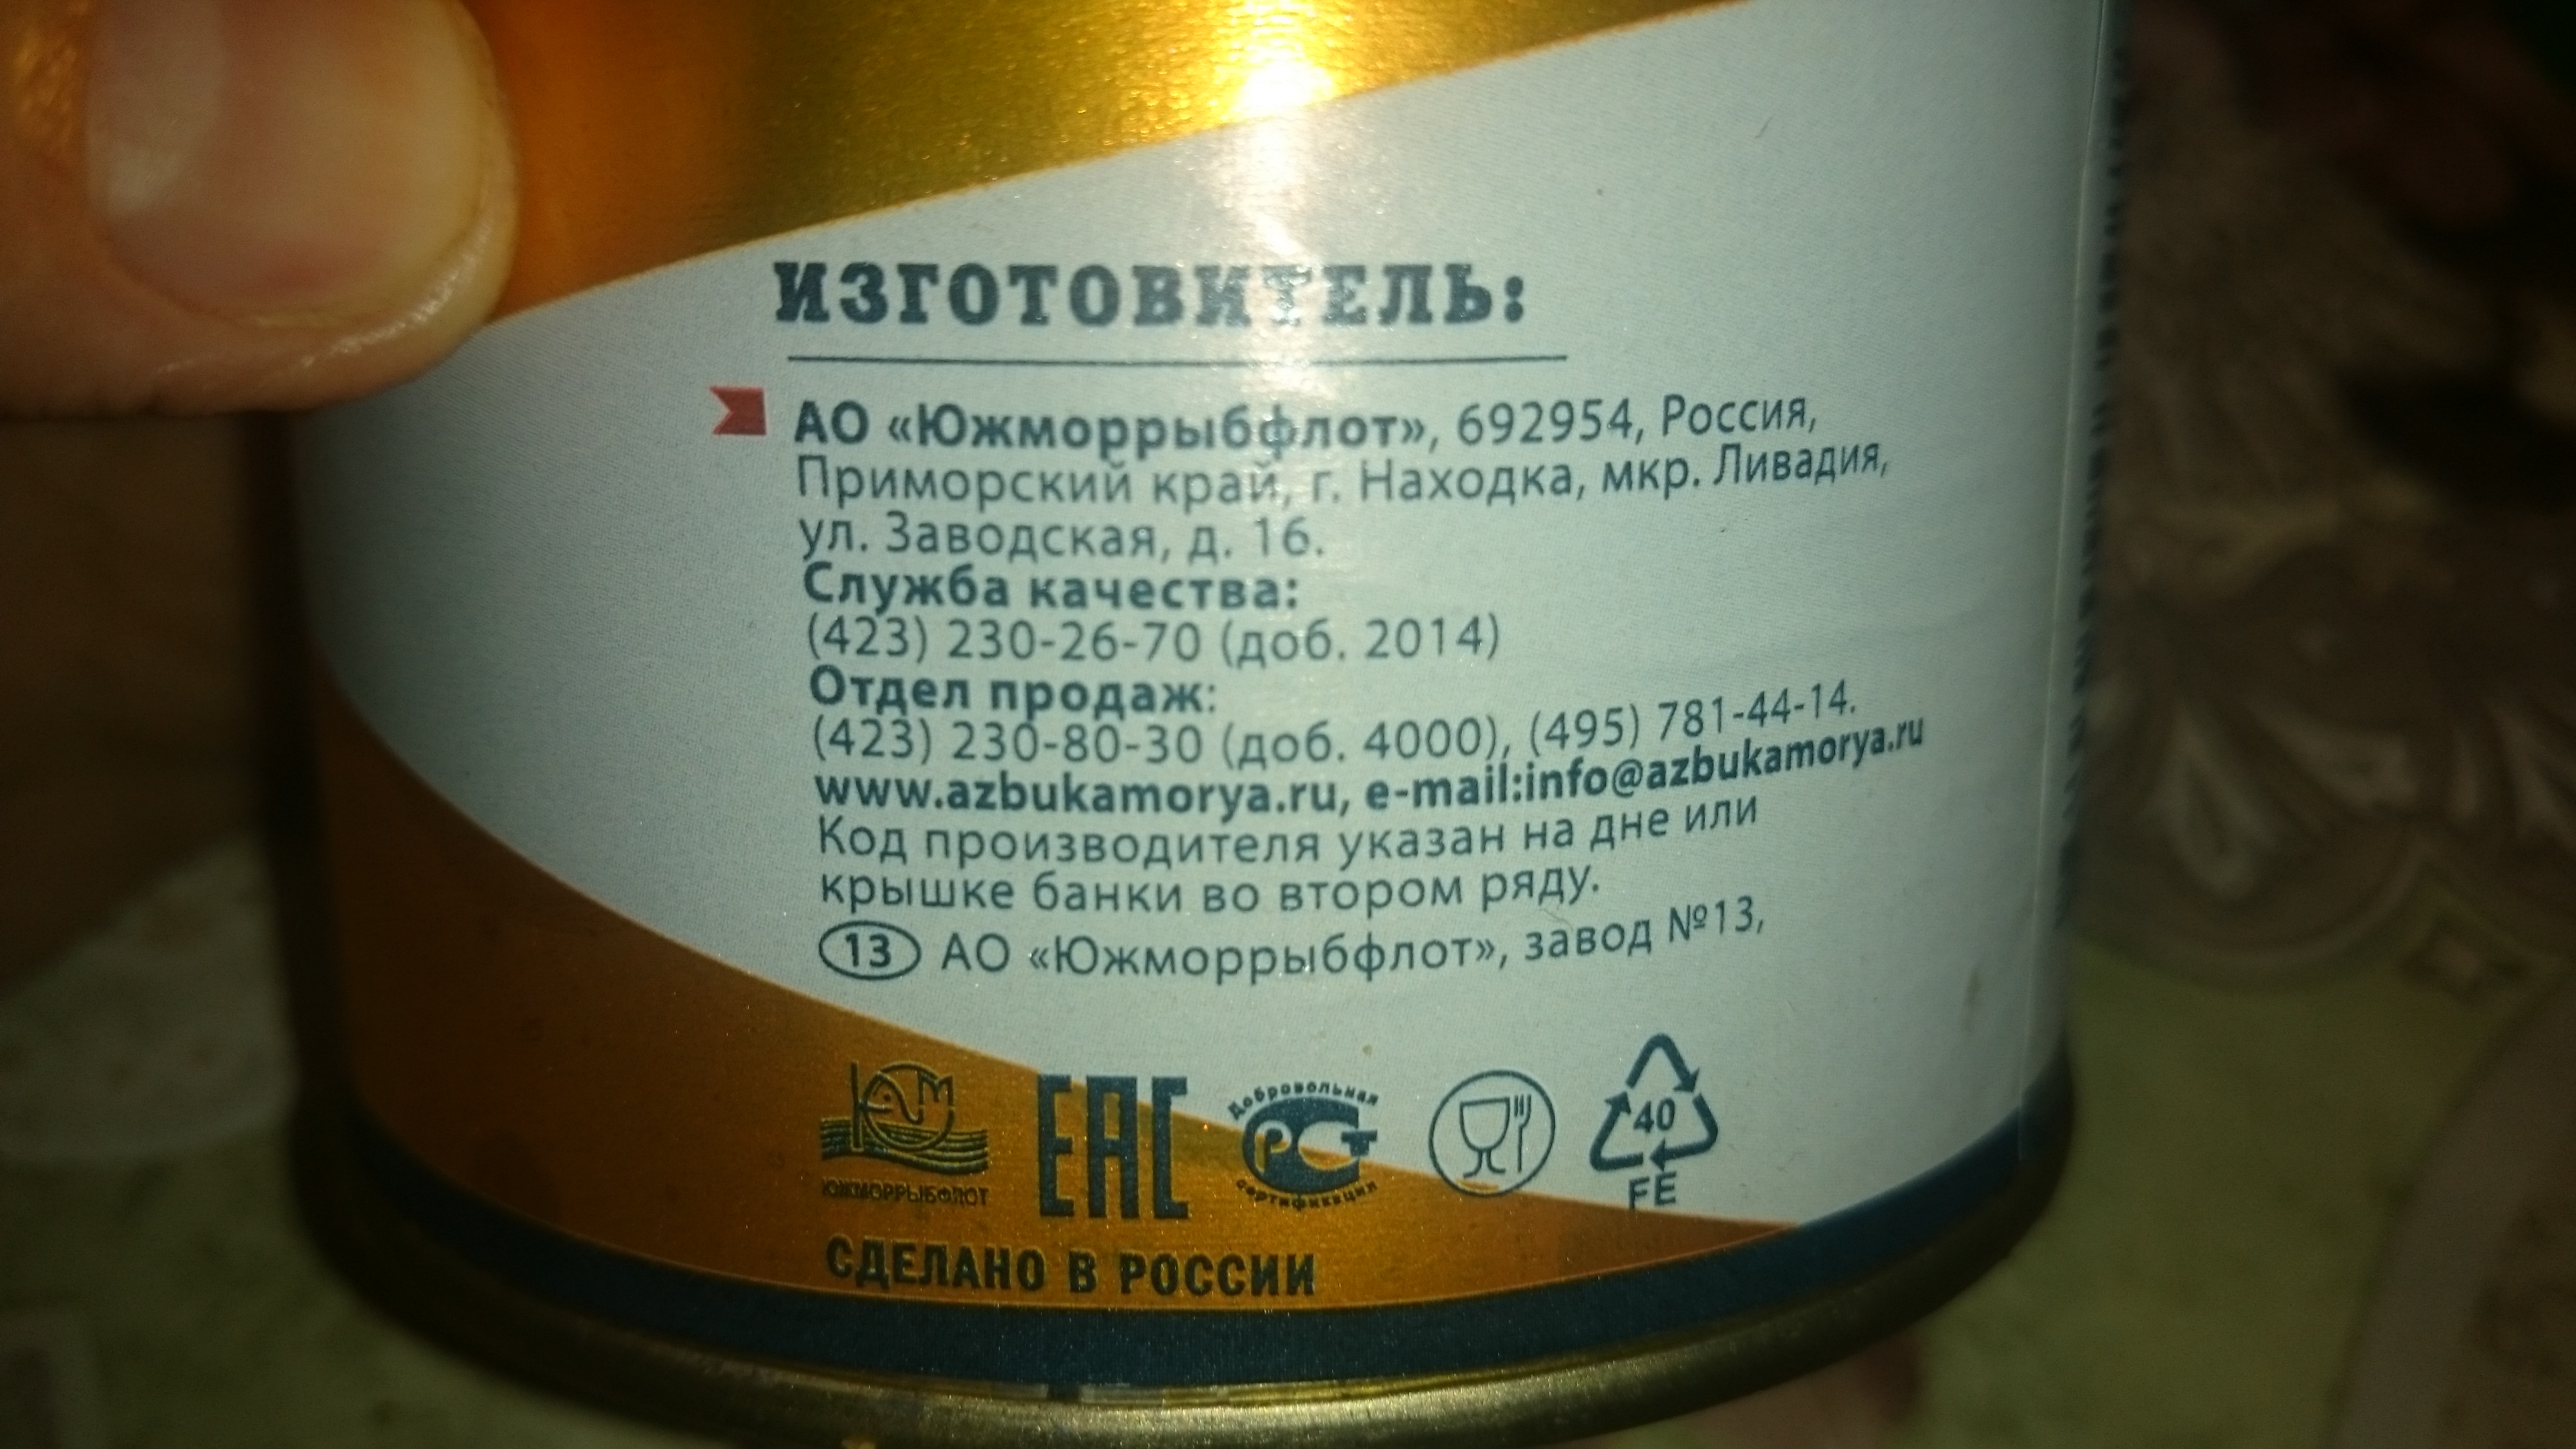 ИЗГОТОВИТЕЛЬ:
АО «Южморрыбфлот», 692954, Россия,
Приморский край, г. Находка, мкр. Ливадия,
ул. Заводская, д. 16.
Служба качества:
(423) 230-26-70 (доб. 2014)
Отдел продаж:
(423) 230-80-30 (доб. 4000), (495) 781-44-14.
www.azbukamorya.ru, e-mail:info@azbukamorya.ru
Код производителя указан на дне или
крышке банки во втором ряду.
13 АО «Южморрыбфлот», завод №13,
ЮМ
ЮЖМОРРЫБФЛОТ
ЕАС
Добровольная
РСТ
сертификация
40
FE
СДЕЛАНО В РОССИИ